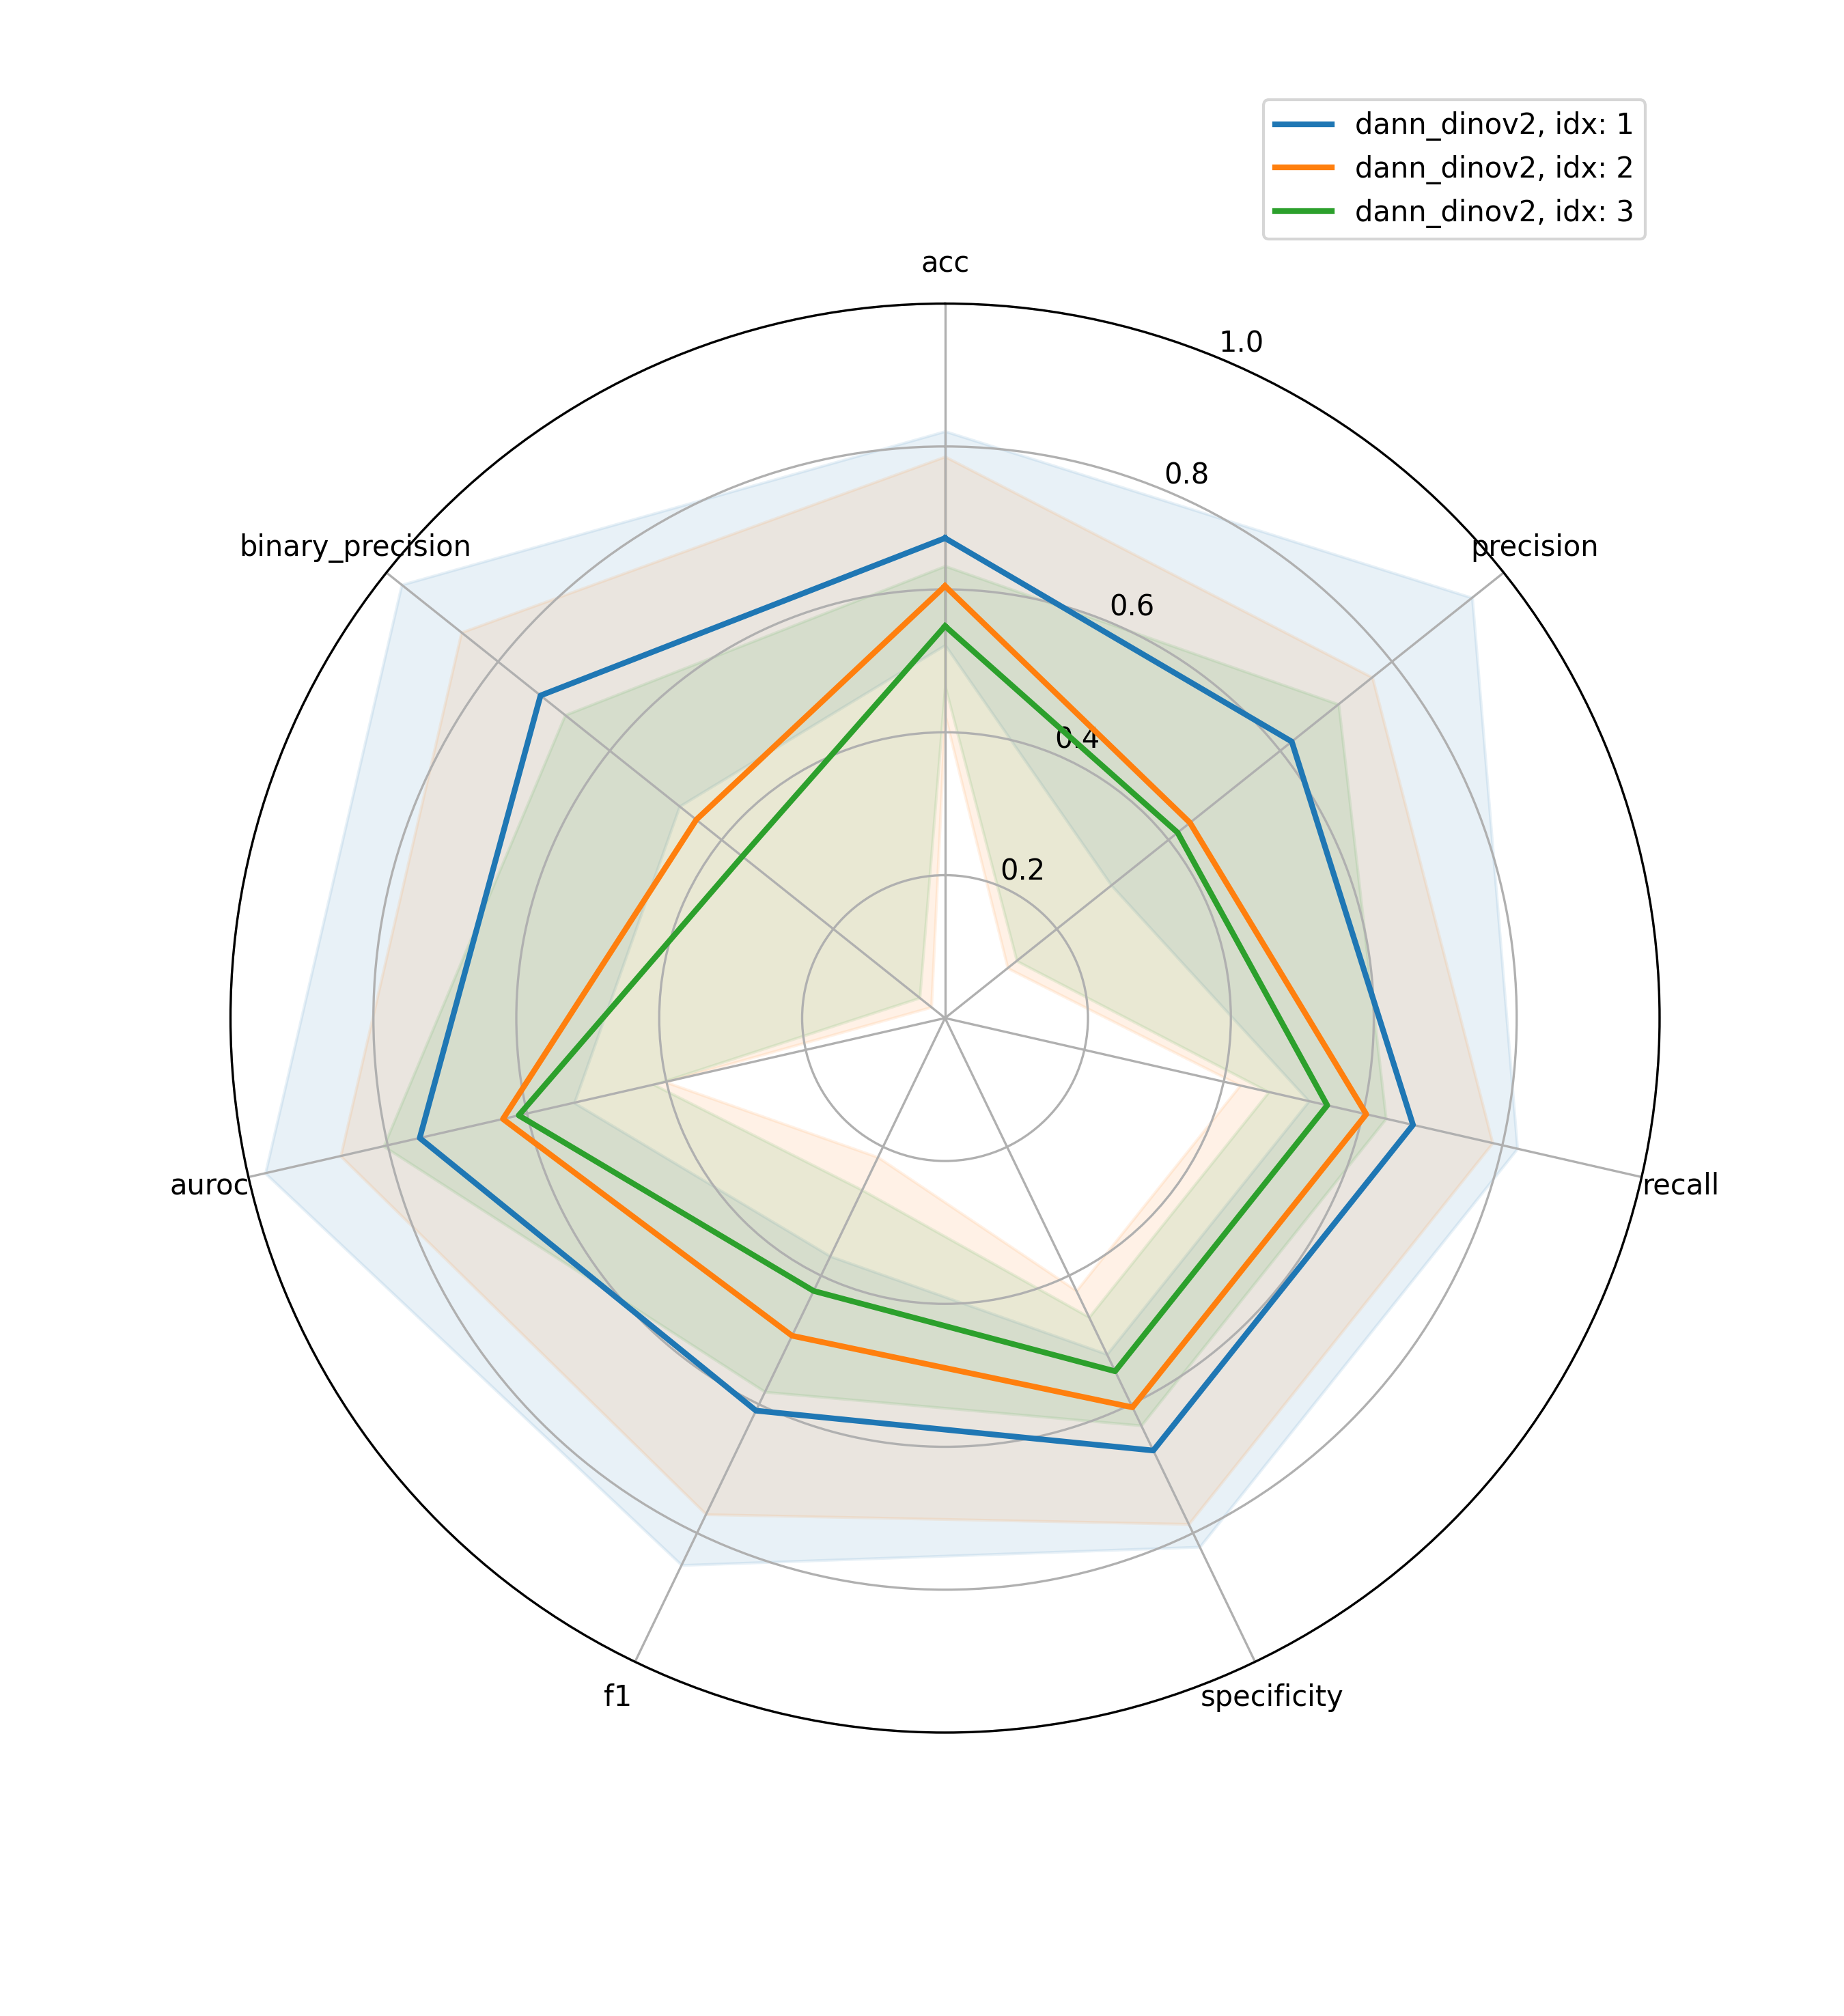 dann_dinov2, idx: 1
dann_dinov2, idx: 2
dann_dinov2, idx: 3
acc
1.0
0.8
binary_precision
precision
0.6
0.4
0.2
auroc
recall
f1
specificity